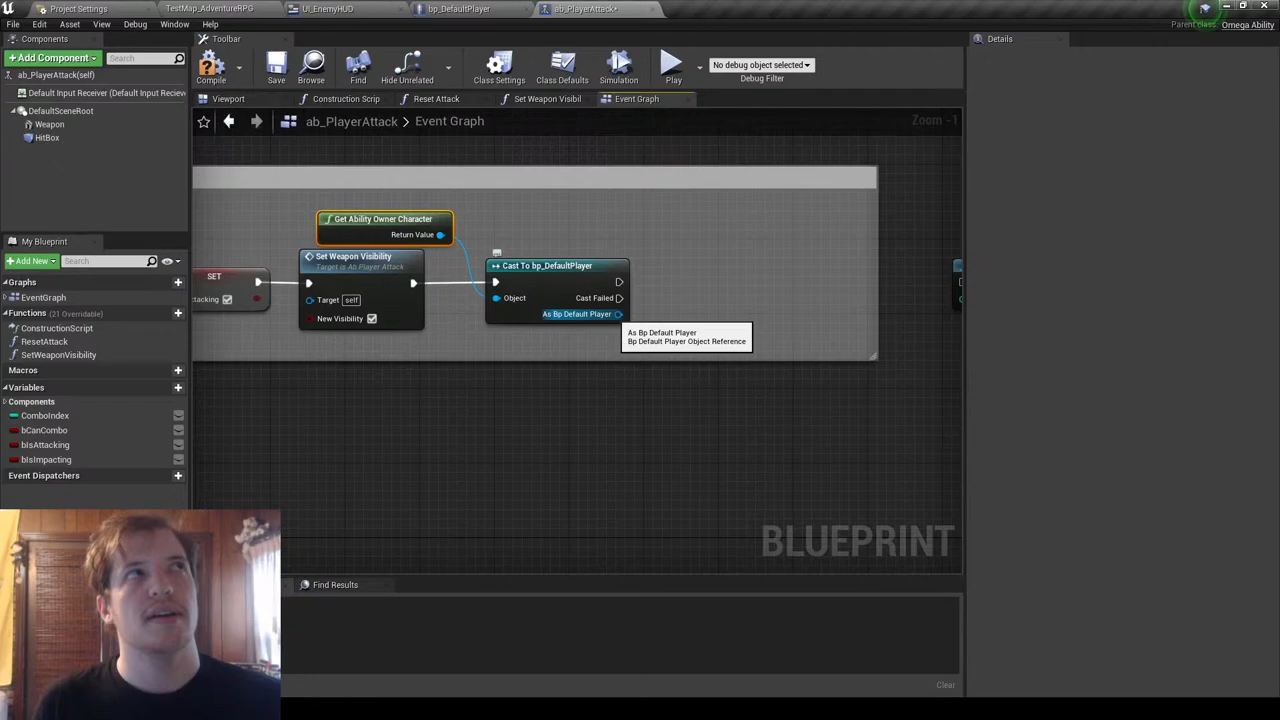 Project Settings
TestMap_AdventureRPG
UI_EnemyHUD
bp_DefaultPlayer
ab_PlayerAttack*
File Edit Asset View Debug Window Help
Parent class: Omega Ability
Components
Toolbar
Details
+Add Component
Search
Compile
Save
Browse
Find
Hide Unrelated
Class Settings
Class Defaults
Simulation
Play
No debug object selected
Debug Filter
ab_PlayerAttack(self)
Default Input Receiver (Default Input Reciev
DefaultSceneRoot
Weapon
HitBox
Viewport
Construction Scrip
Reset Attack
Set Weapon Visibil
Event Graph
ab_PlayerAttack > Event Graph
Zoom -1
Get Ability Owner Character
Return Value
SET
tacking
Set Weapon Visibility
Target is Ab Player Attack
Target self
New Visibility
Cast To bp_DefaultPlayer
Object
Cast Failed
As Bp Default Player
As Bp Default Player
Bp Default Player Object Reference
My Blueprint
+Add New
Search
Graphs
EventGraph
Functions (21 Overridable)
ConstructionScript
ResetAttack
SetWeaponVisibility
Macros
Variables
Components
ComboIndex
bCanCombo
bIsAttacking
bIsImpacting
Event Dispatchers
BLUEPRINT
Find Results
Clear